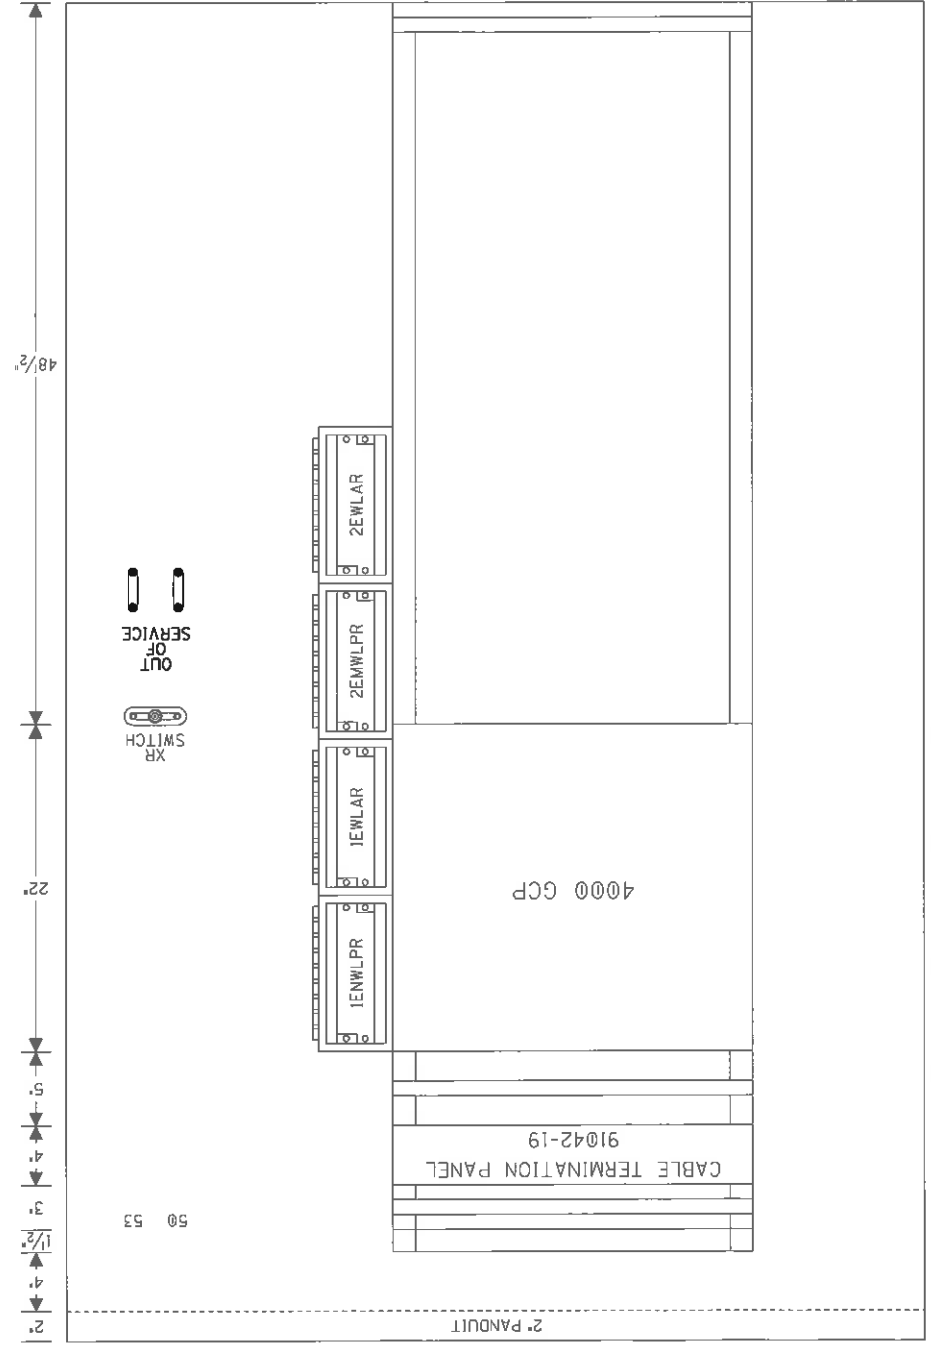 2" PANDUIT
2"
4"
1 1/2"
50 53
3"
CABLE TERMINATION PANEL
91042-19
4"
5"
4000 GCP
1ENWLPR
22"
1EWLAR
XR
SWITCH
2EMWLPR
OUT
OF
SERVICE
2EWLAR
48 1/2"